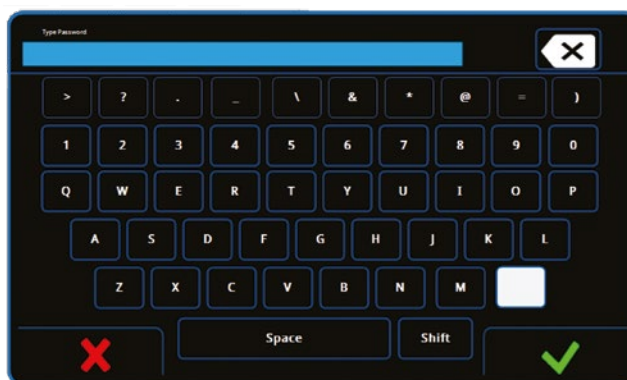 Type Password
> ? . _ \ & * @ = )
1 2 3 4 5 6 7 8 9 0
Q W E R T Y U I O P
A S D F G H J K L
Z X C V B N M
Space Shift